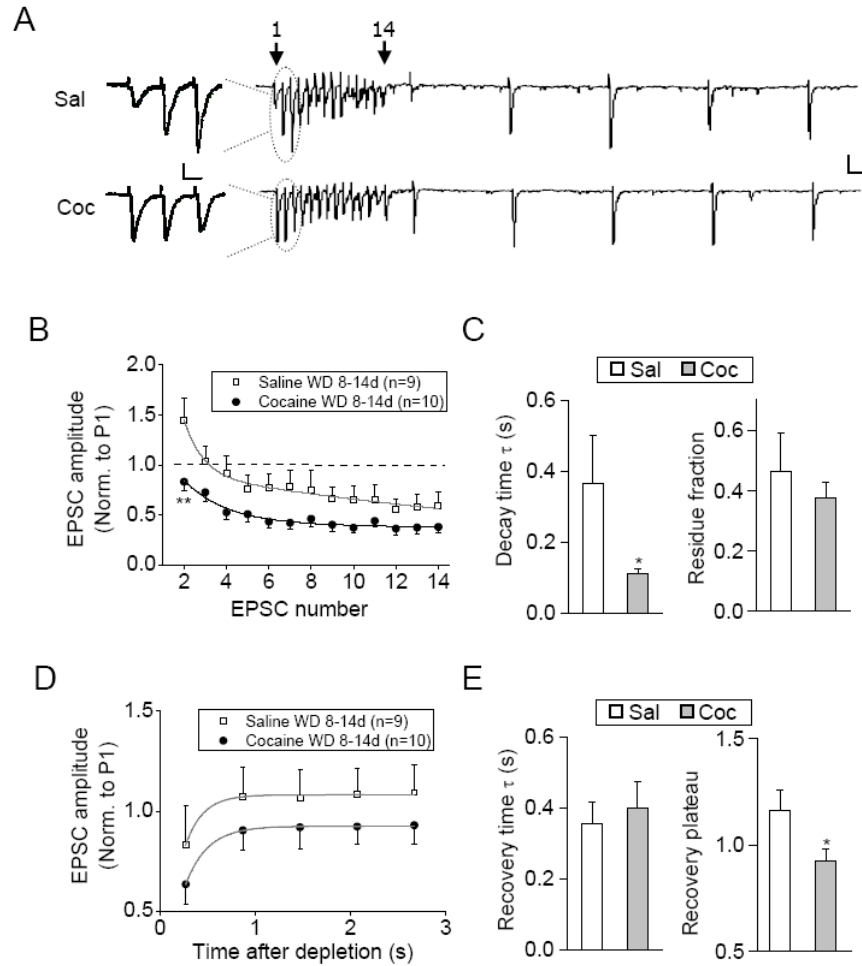 A
1 14
Sal
Coc
B
2.0
1.5
1.0
0.5
0.0
EPSC amplitude
(Norm. to P1)
Saline WD 8-14d (n=9)
Cocaine WD 8-14d (n=10)
**
2 4 6 8 10 12 14
EPSC number
C
Sal Coc
0.6
0.4
0.2
0.0
Decay time τ (s)
*
0.6
0.4
0.2
0.0
Residue fraction
D
1.5
1.0
0.5
EPSC amplitude
(Norm. to P1)
Saline WD 8-14d (n=9)
Cocaine WD 8-14d (n=10)
0 1 2 3
Time after depletion (s)
E
Sal Coc
0.6
0.4
0.2
0.0
Recovery time τ (s)
1.5
1.0
0.5
Recovery plateau
*